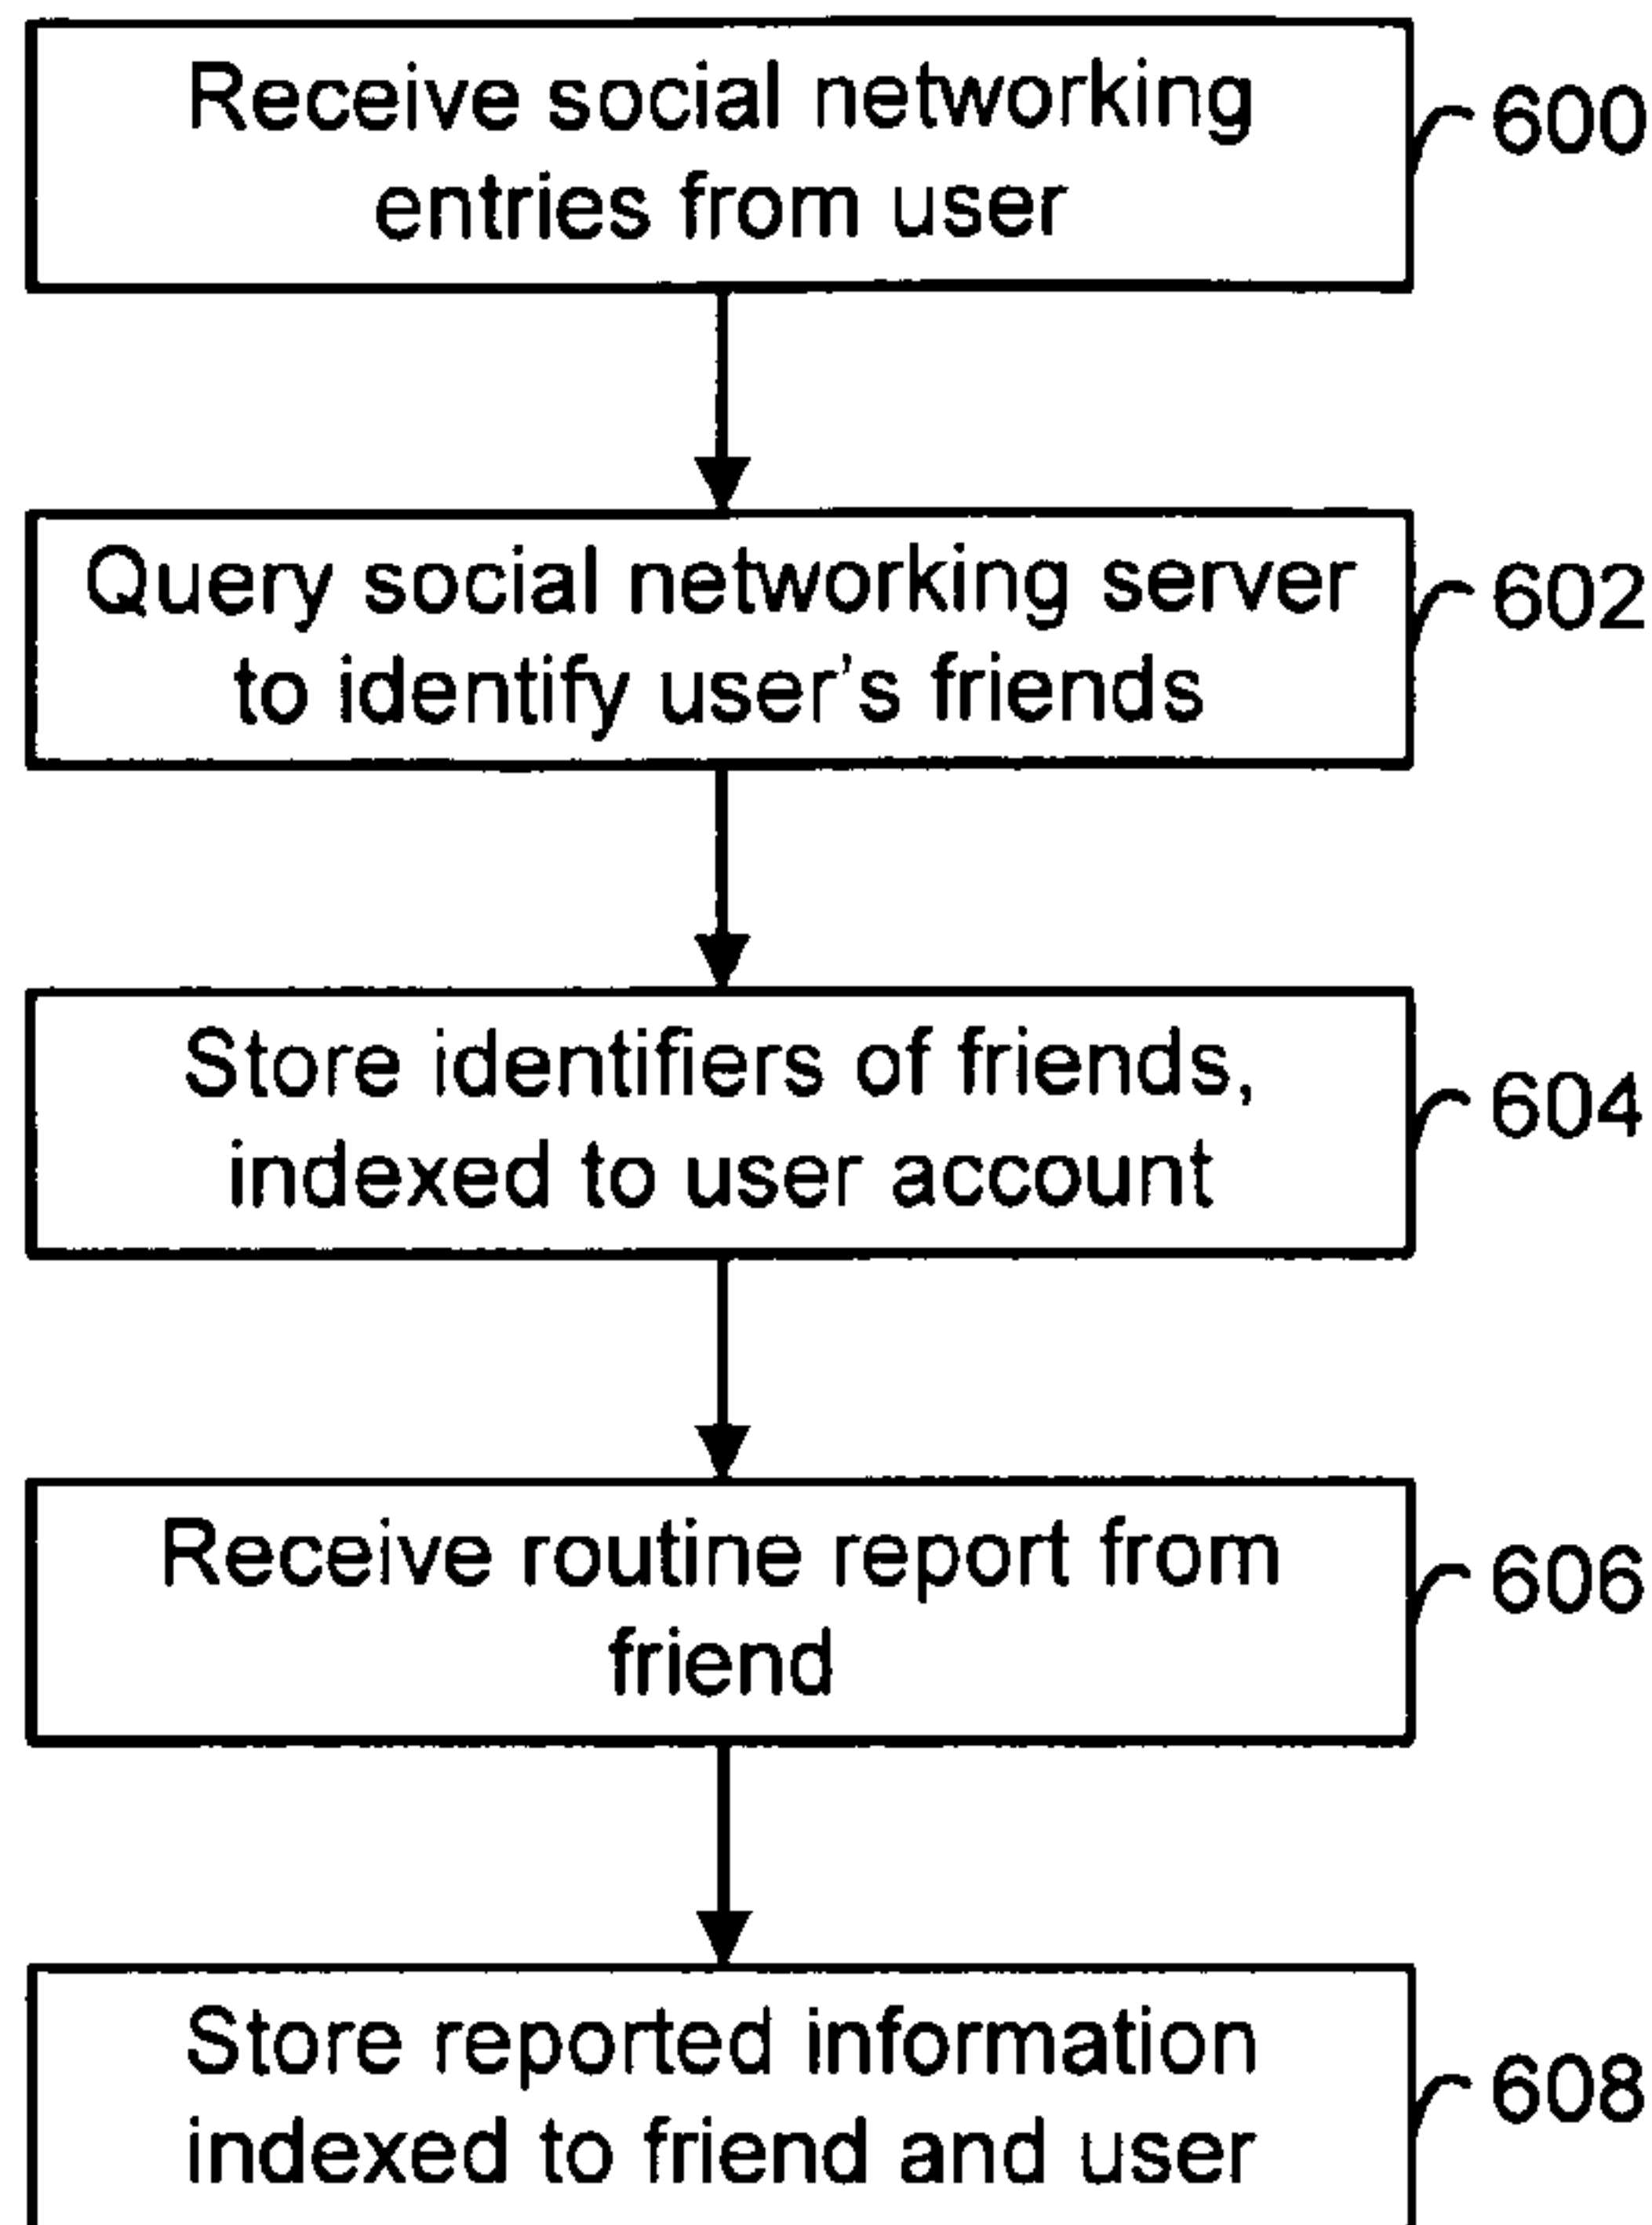 Receive social networking
entries from user
600
Query social networking server
to identify user's friends
602
Store identifiers of friends,
indexed to user account
604
Receive routine report from
friend
606
Store reported information
indexed to friend and user
608